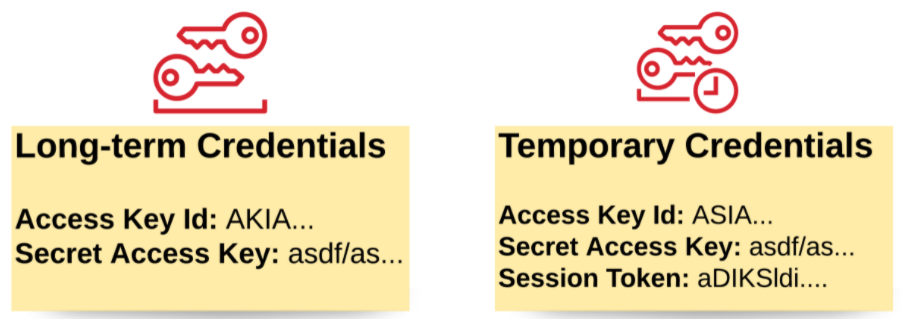 Long-term Credentials
Access Key Id: AKIA...
Secret Access Key: asdf/as...
Temporary Credentials
Access Key Id: ASIA...
Secret Access Key: asdf/as...
Session Token: aDIKSldi....